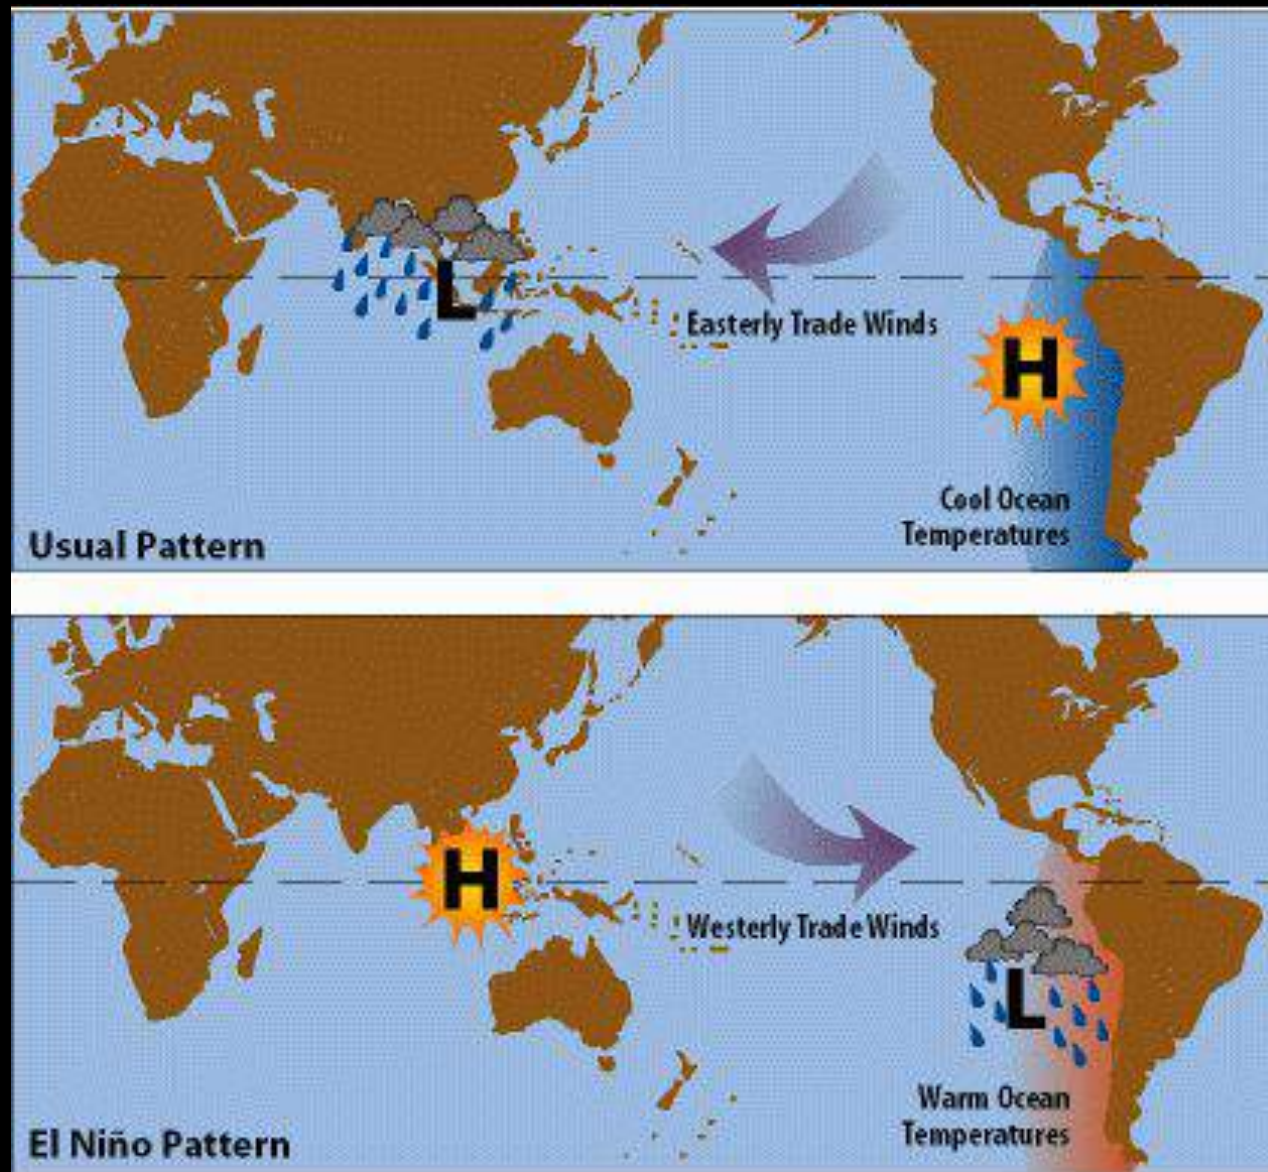 L
Easterly Trade Winds
H
Cool Ocean
Temperatures
Usual Pattern
H
Westerly Trade Winds
L
Warm Ocean
Temperatures
El Niño Pattern